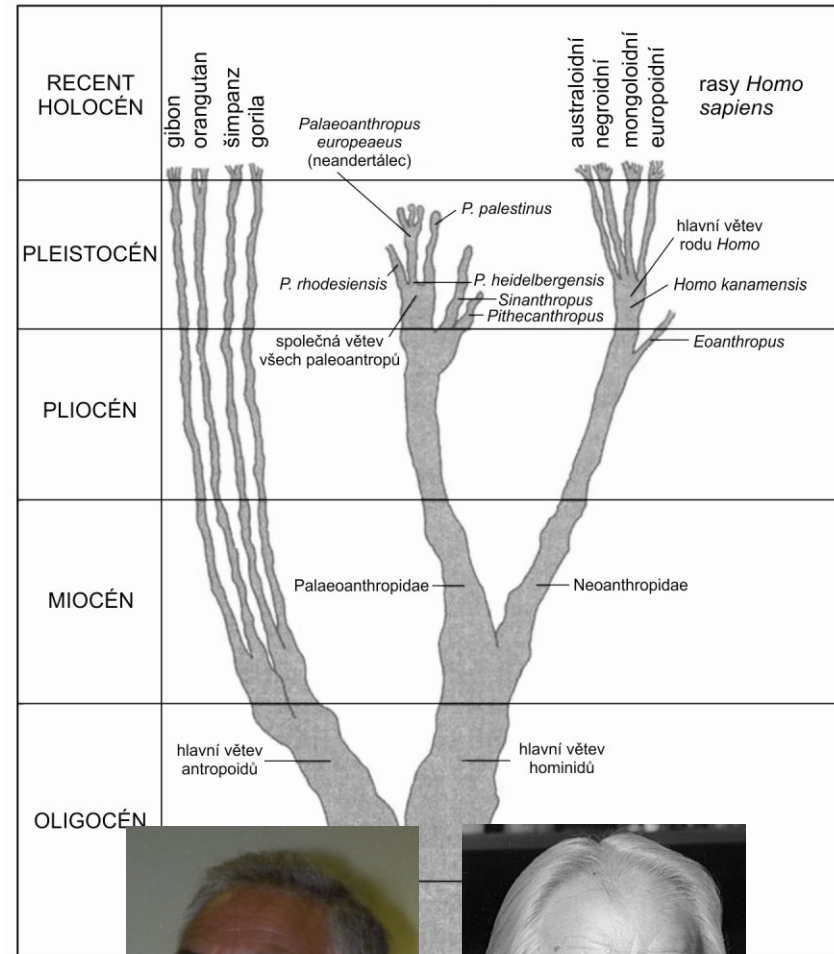 RECENT
HOLOCÉN
gibon
orangutan
šimpanz
gorila
Palaeoanthropus
europeaeus
(neandertálec)
australoidní
negroidní
mongoloidní
europoidní
rasy Homo
sapiens
PLEISTOCÉN
P. palestinus
hlavní větev
rodu Homo
P. rhodesiensis
P. heidelbergensis
Homo kanamensis
Sinanthropus
Pithecanthropus
společná větev
všech paleoantropů
Eoanthropus
PLIOCÉN
MIOCÉN
Palaeoanthropidae
Neoanthropidae
hlavní větev
antropoidů
hlavní větev
hominidů
OLIGOCÉN